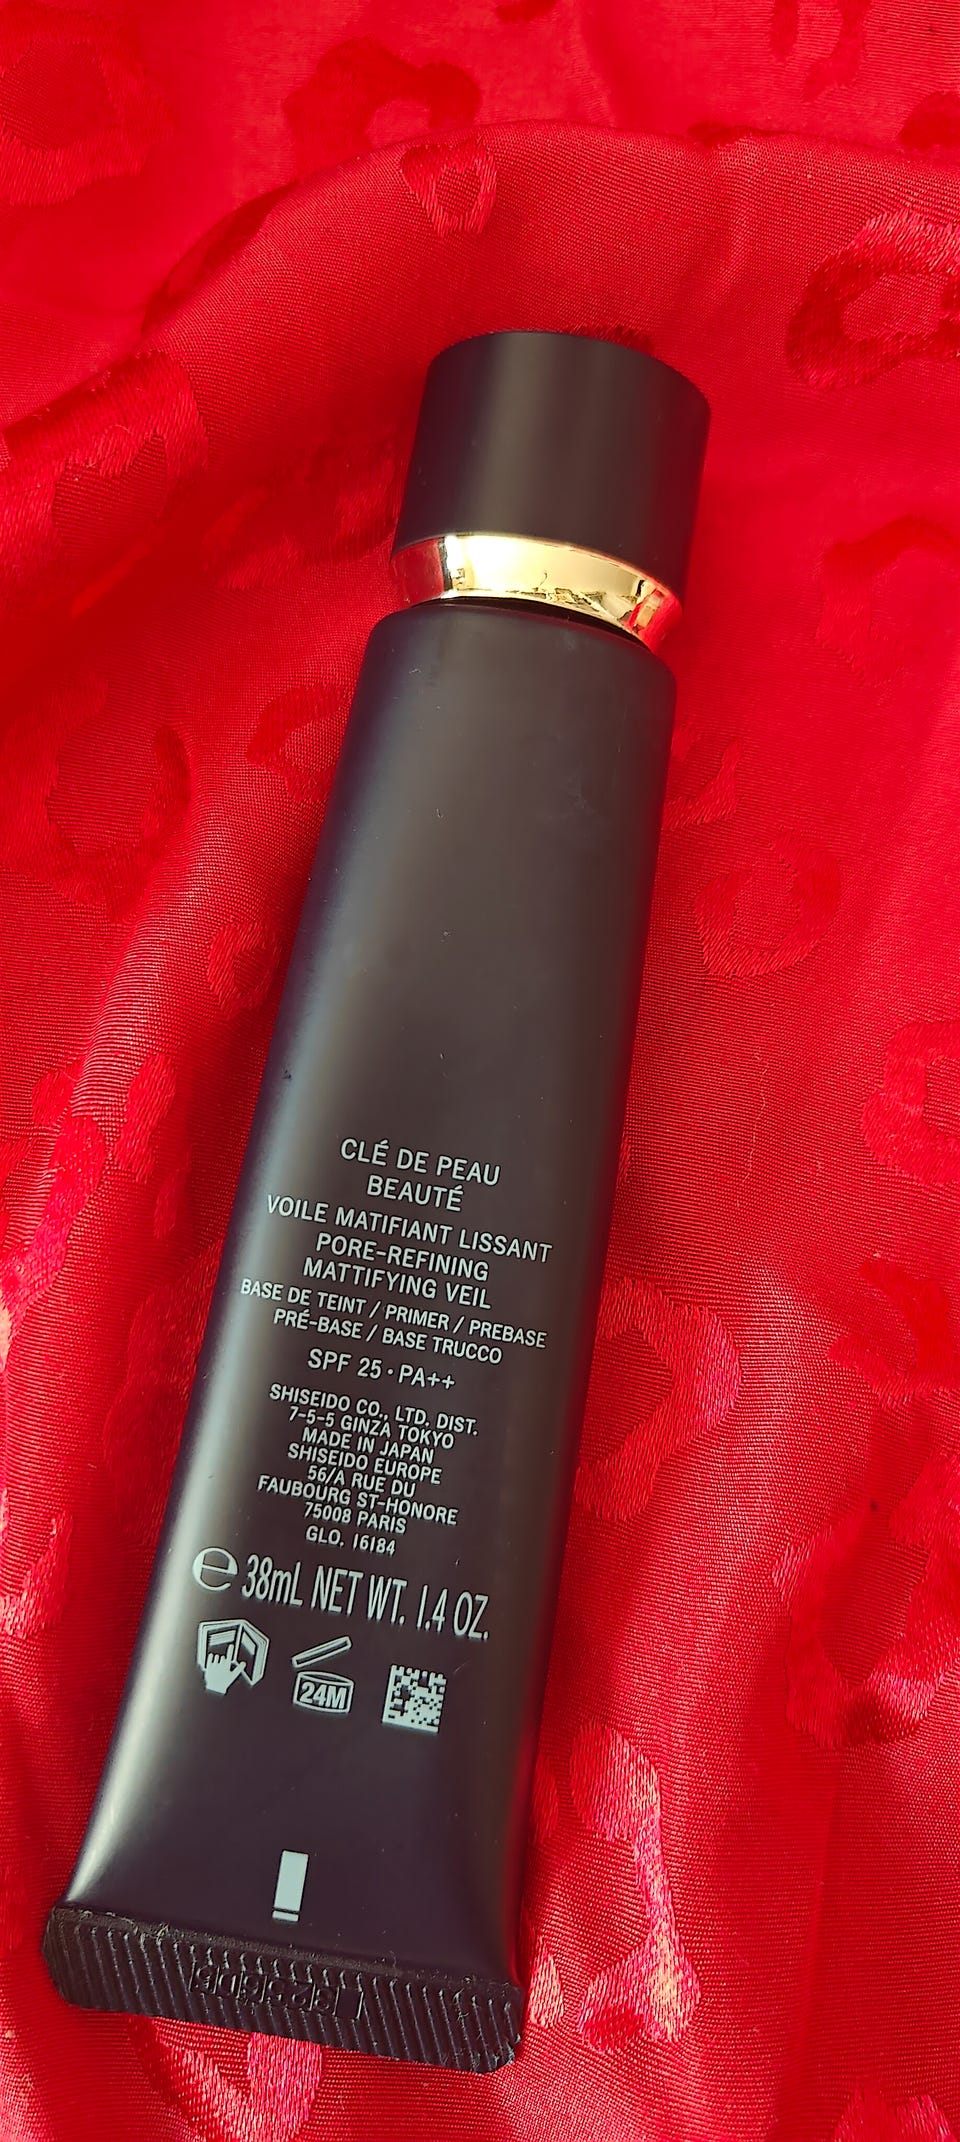 CLÉ DE PEAU
BEAUTÉ
VOILE MATIFIANT LISSANT
PORE-REFINING
MATTIFYING VEIL
BASE DE TEINT / PRIMER / PREBASE
PRÉ-BASE / BASE TRUCCO
SPF 25 • PA++
SHISEIDO CO., LTD. DIST.
7-5-5 GINZA TOKYO
MADE IN JAPAN
SHISEIDO EUROPE
56/A RUE DU
FAUBOURG ST-HONORE
75008 PARIS
GLO. 16184
e 38mL NET WT. 1.4 OZ.
24M